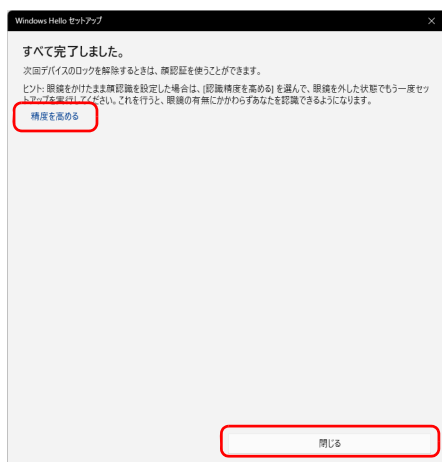 Windows Hello セットアップ
すべて完了しました。
次回デバイスのロックを解除するときは、顔認証を使うことができます。
ヒント: 眼鏡をかけたまま顔認識を設定した場合は、[認識精度を高める] を選んで、眼鏡を外した状態でもう一度セッ
トアップを実行してください。これを行うと、眼鏡の有無にかかわらずあなたを認識できるようになります。
精度を高める
閉じる